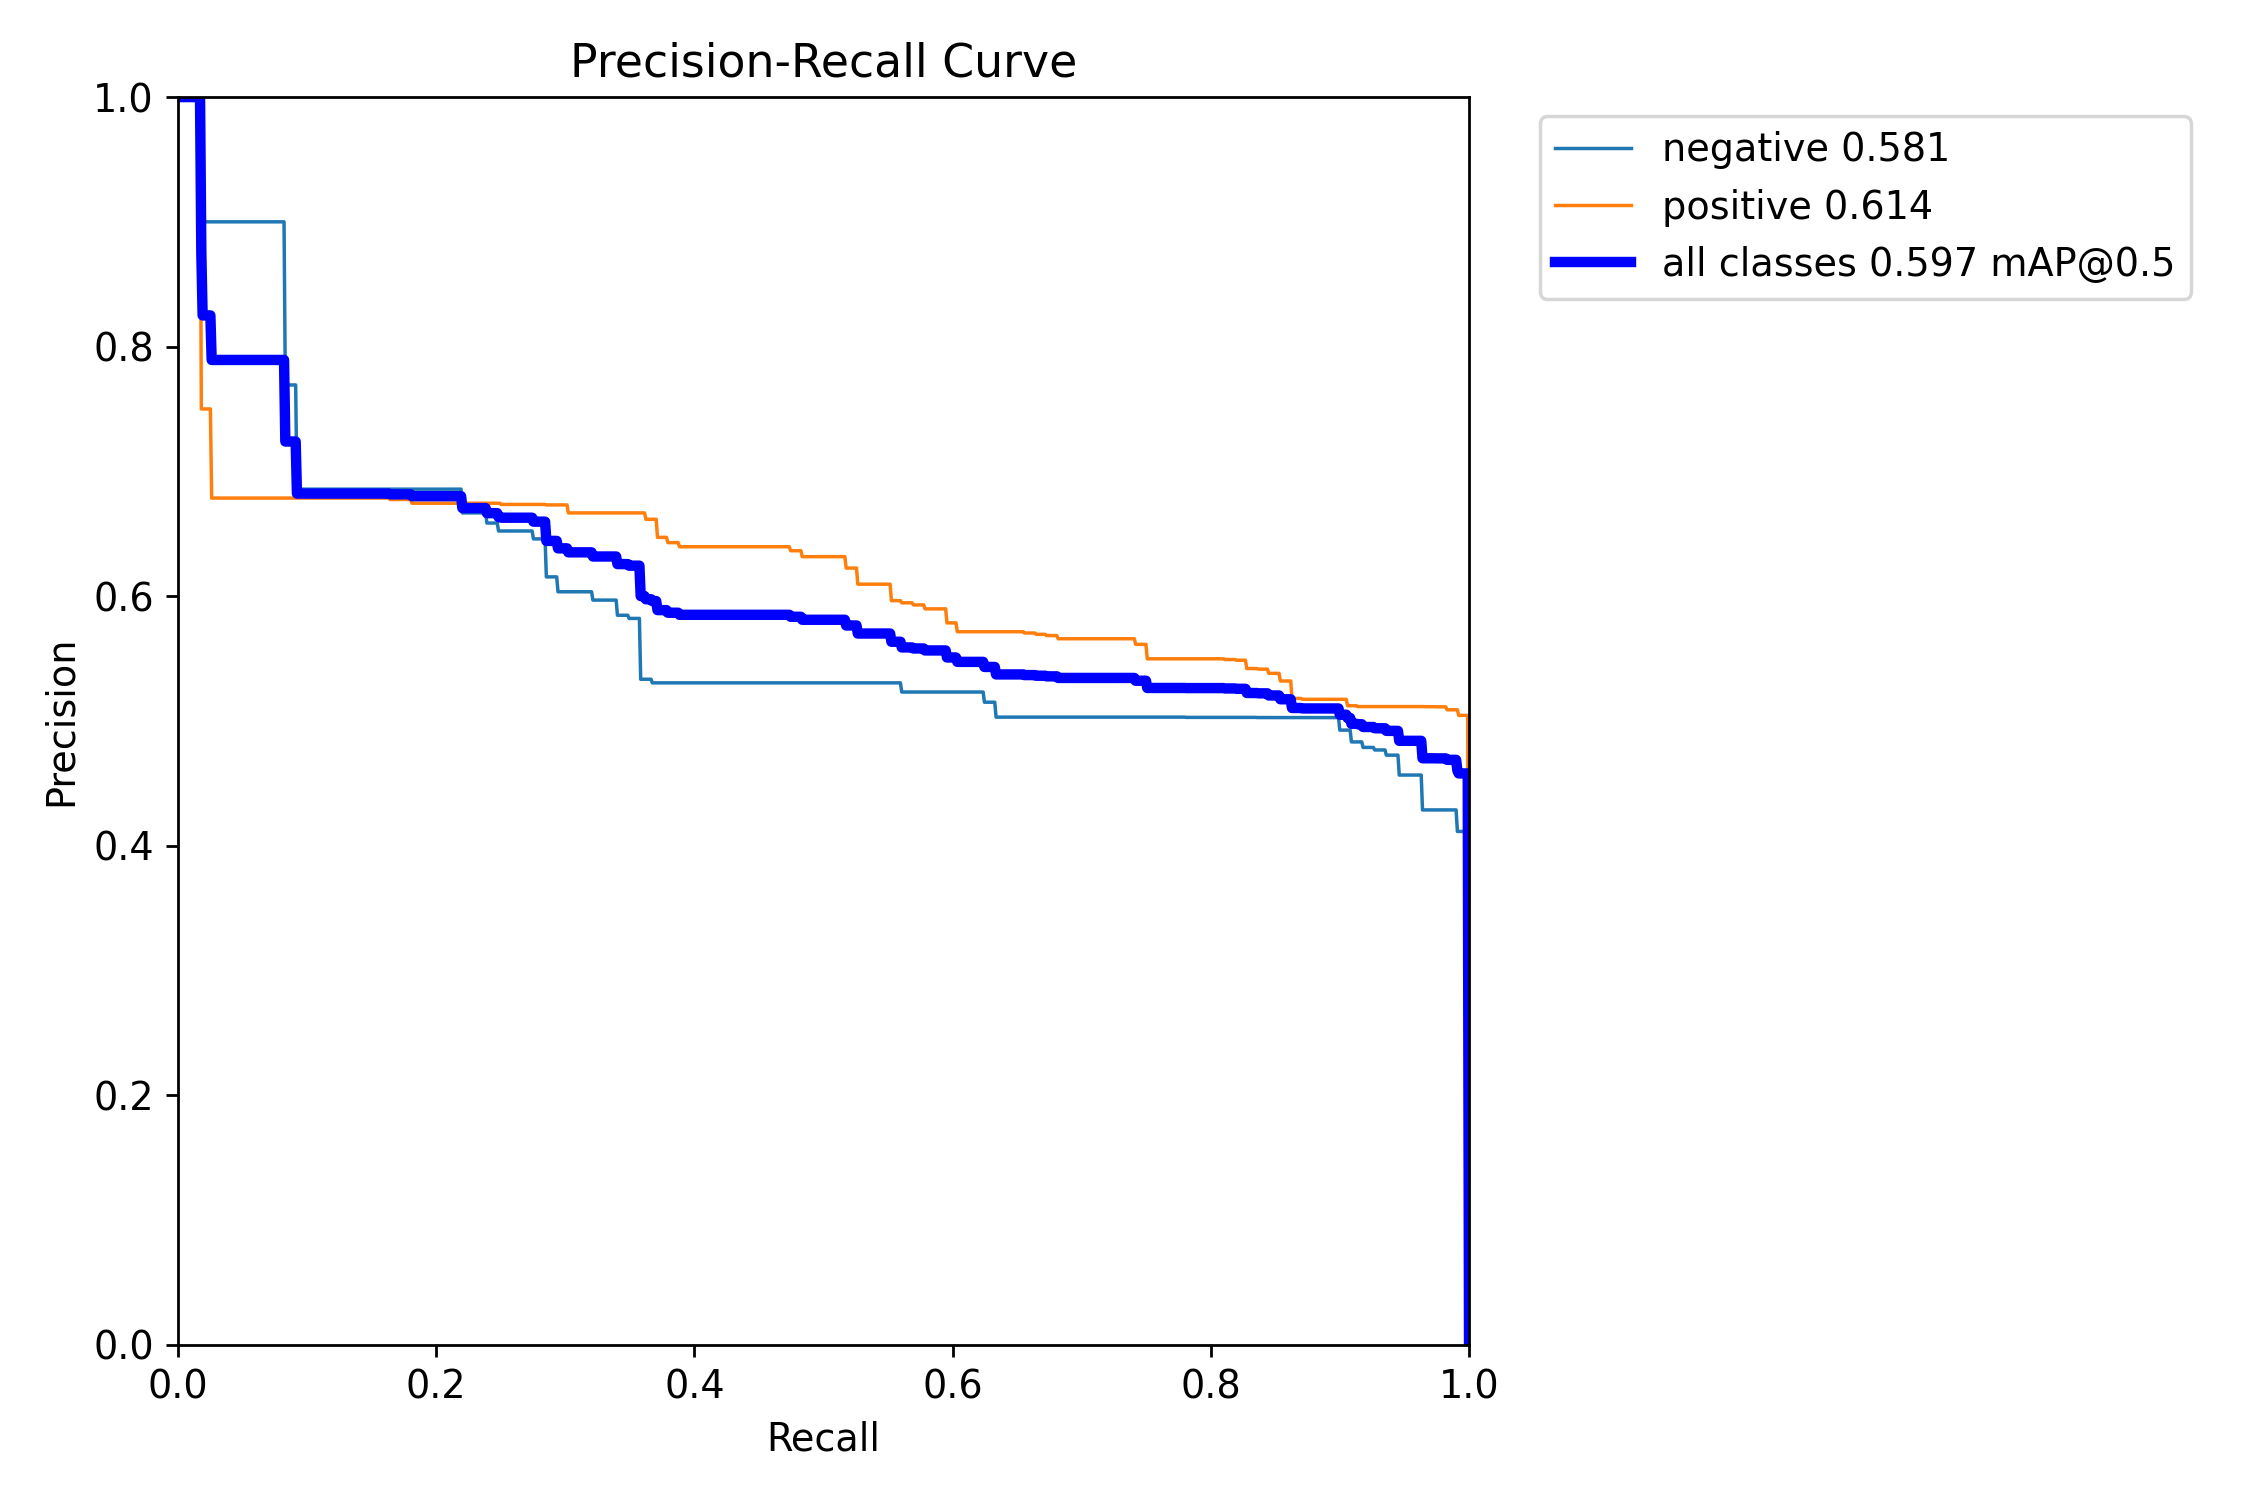 Precision-Recall Curve
negative 0.581
positive 0.614
all classes 0.597 mAP@0.5
Precision
1.0
0.8
0.6
0.4
0.2
0.0
0.0 0.2 0.4 0.6 0.8 1.0
Recall